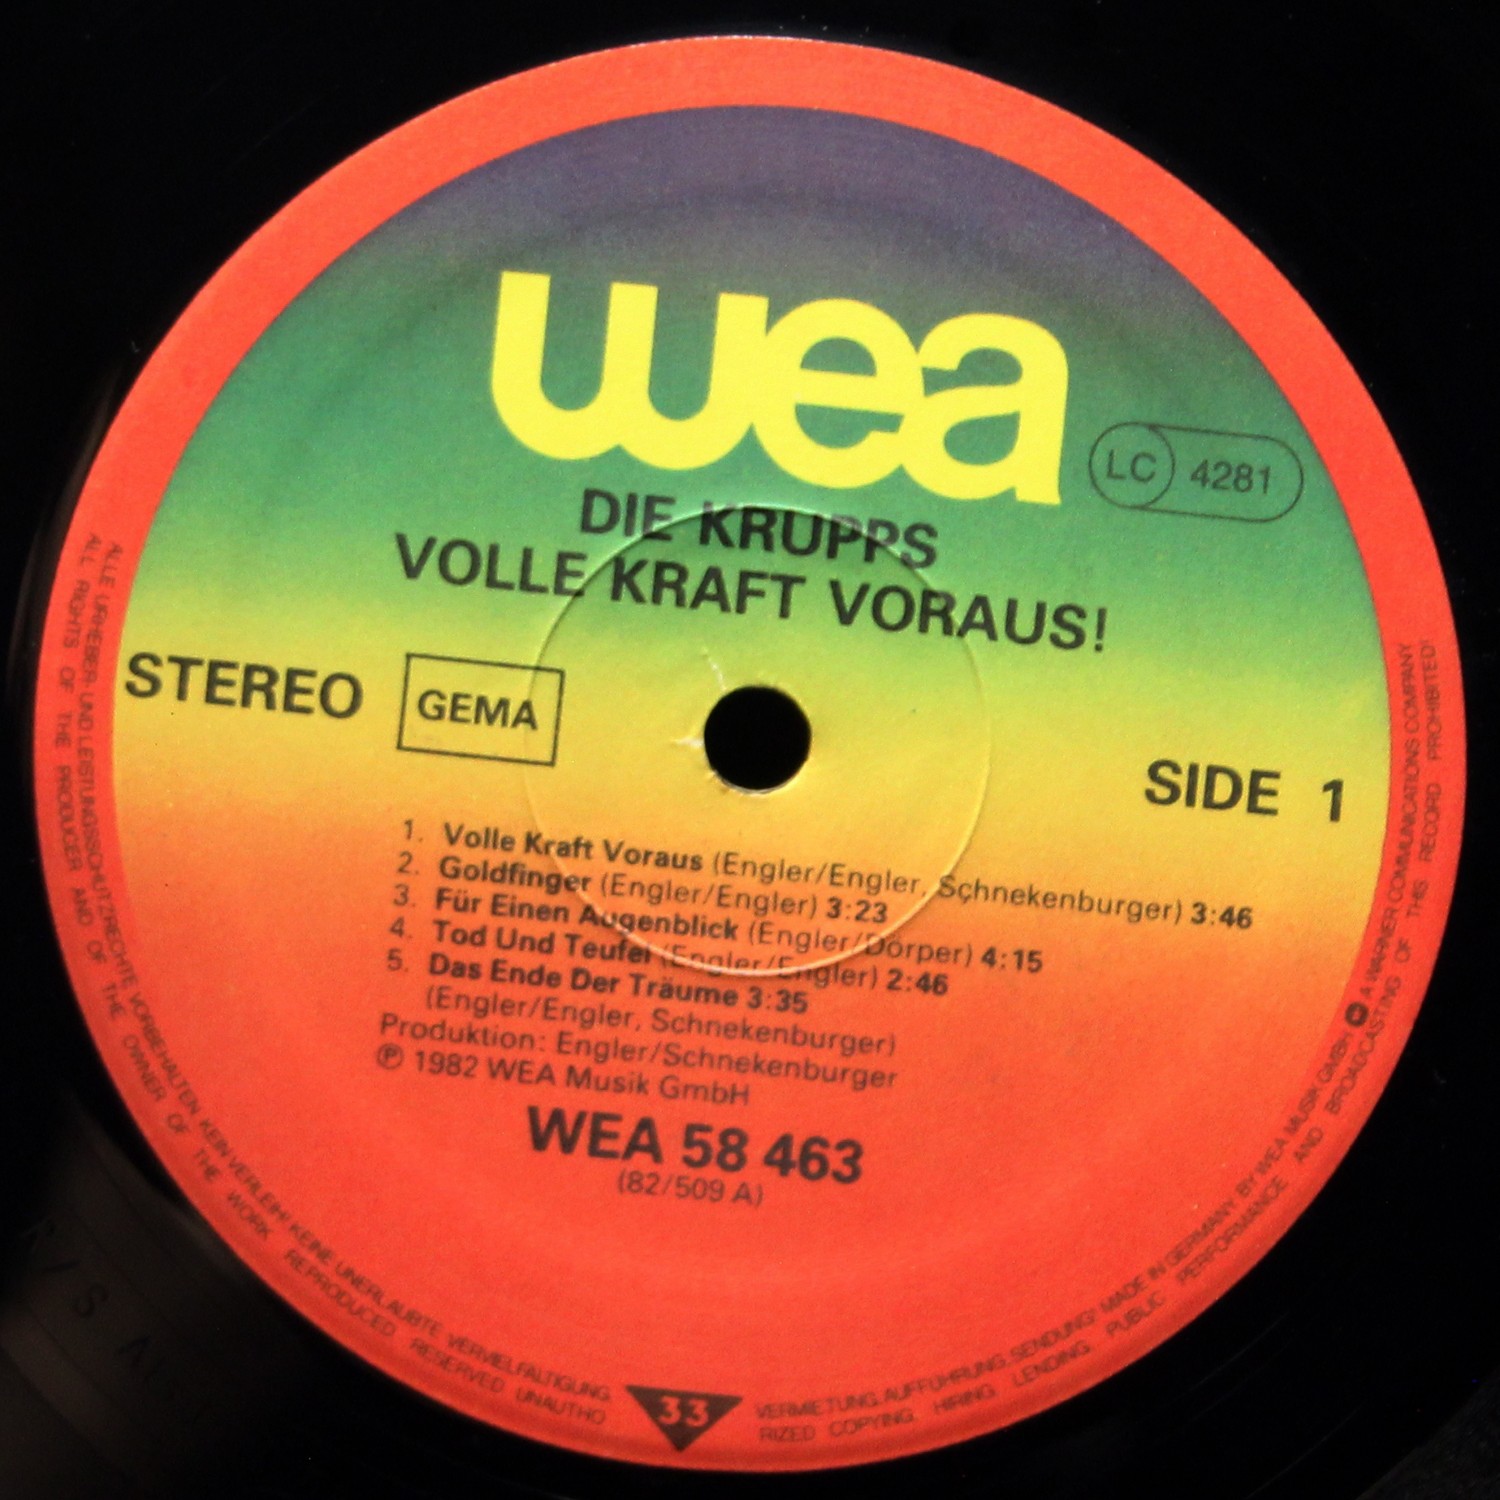 wea
LC 4281
DIE KRUPPS
VOLLE KRAFT VORAUS!
STEREO GEMA
SIDE 1
1. Volle Kraft Voraus (Engler/Engler, Schnekenburger) 3:46
2. Goldfinger (Engler/Engler) 3:23
3. Für Einen Augenblick (Engler/Dörper) 4:15
4. Tod Und Teufel (Engler/Engler) 2:46
5. Das Ende Der Träume 3:35
(Engler/Engler, Schnekenburger)
Produktion: Engler/Schnekenburger
Ⓟ 1982 WEA Musik GmbH
WEA 58 463
(82/509 A)
33
ALLE URHEBER- UND LEISTUNGSSCHUTZRECHTE VORBEHALTEN. KEIN VERLEIH! KEINE UNERLAUBTE VERVIELFÄLTIGUNG, VERMIETUNG, AUFFÜHRUNG, SENDUNG! MADE IN GERMANY BY WEA MUSIK GMBH A WARNER COMMUNICATIONS COMPANY
ALL RIGHTS OF THE PRODUCER AND OF THE OWNER OF THE WORK REPRODUCED RESERVED UNAUTHORIZED COPYING, HIRING, LENDING, PUBLIC PERFORMANCE AND BROADCASTING OF THIS RECORD PROHIBITED!